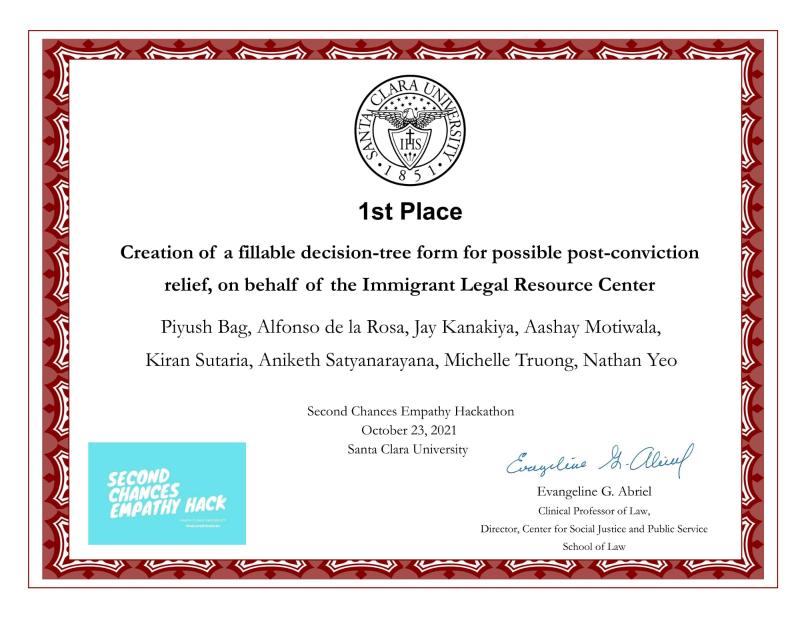 SANTA CLARA UNIVERSITY
IHS
1851
1st Place
Creation of a fillable decision-tree form for possible post-conviction
relief, on behalf of the Immigrant Legal Resource Center
Piyush Bag, Alfonso de la Rosa, Jay Kanakiya, Aashay Motiwala,
Kiran Sutaria, Aniketh Satyanarayana, Michelle Truong, Nathan Yeo
Second Chances Empathy Hackathon
October 23, 2021
Santa Clara University
SECOND
CHANCES
EMPATHY HACK
Evangeline G. Abriel
Evangeline G. Abriel
Clinical Professor of Law,
Director, Center for Social Justice and Public Service
School of Law